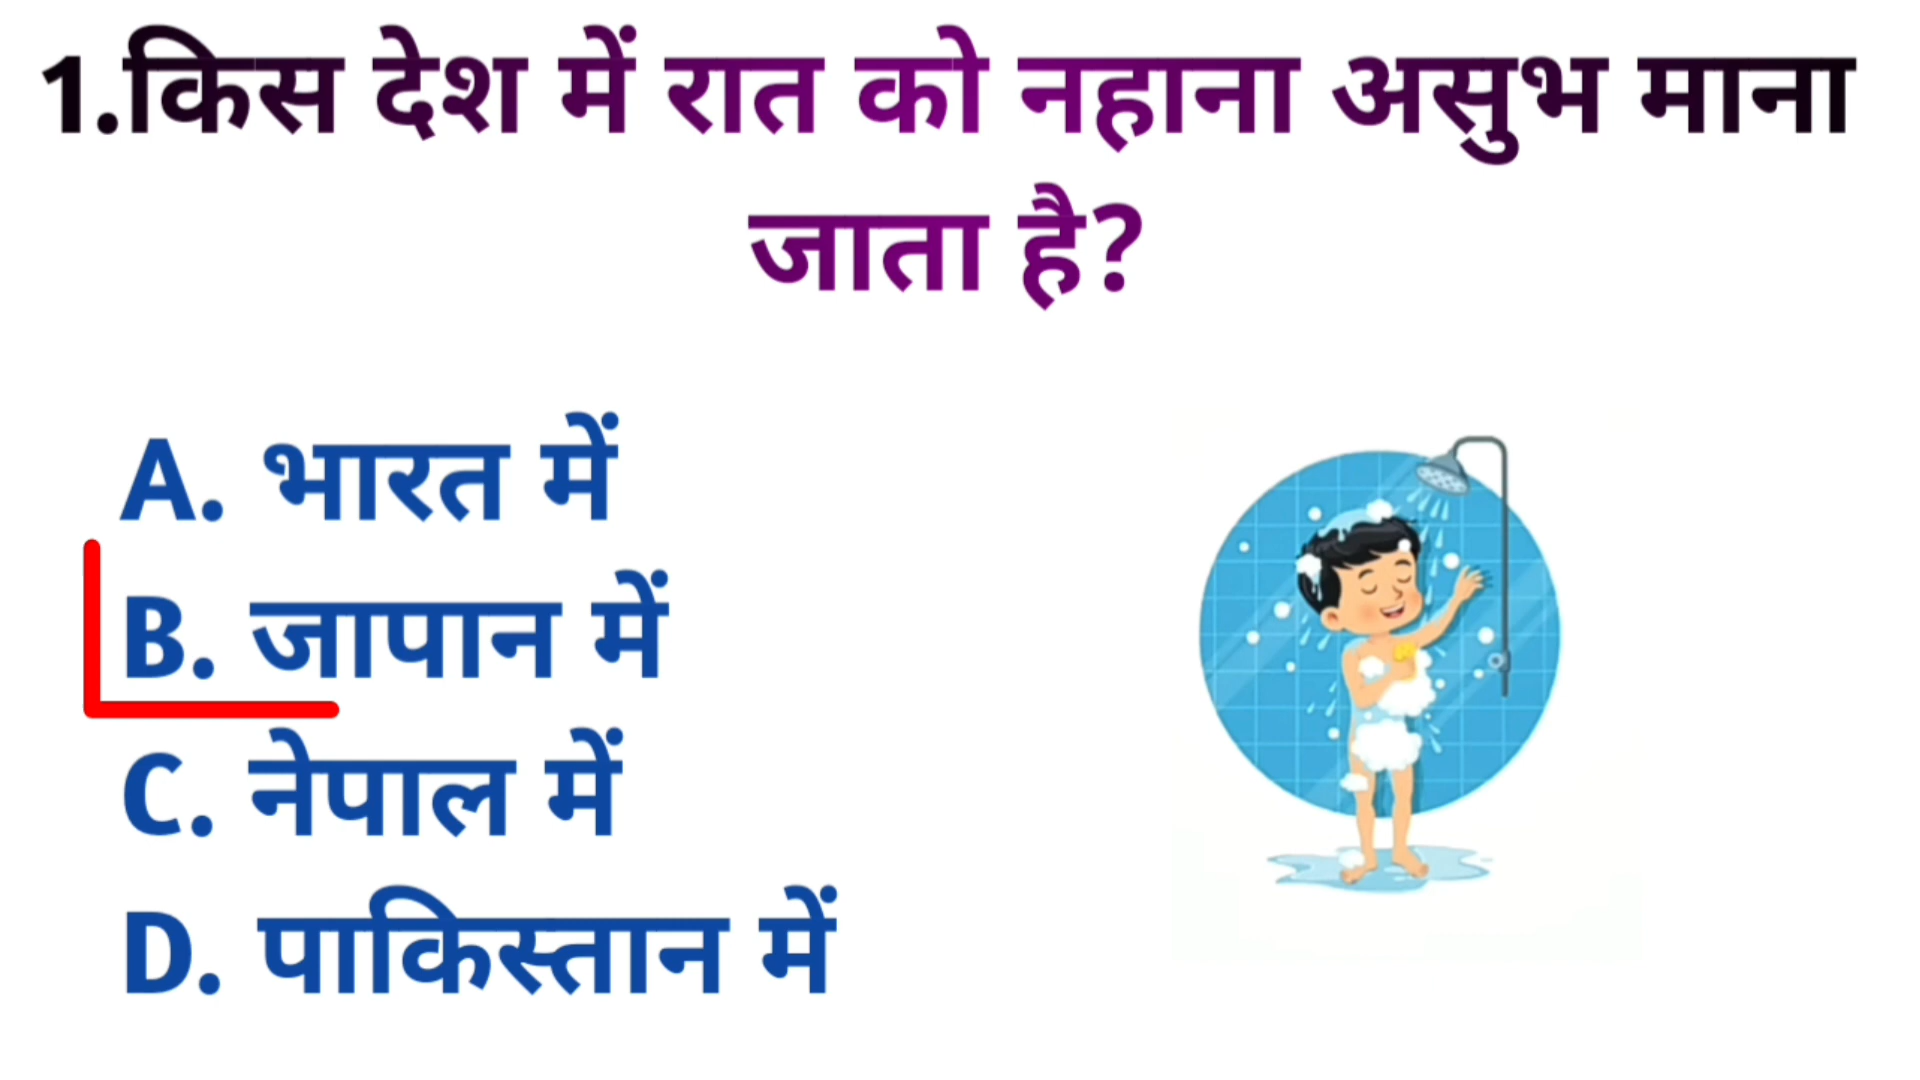 1.किस देश में रात को नहाना असुभ माना
जाता है?
A. भारत में
B. जापान में
C. नेपाल में
D. पाकिस्तान में